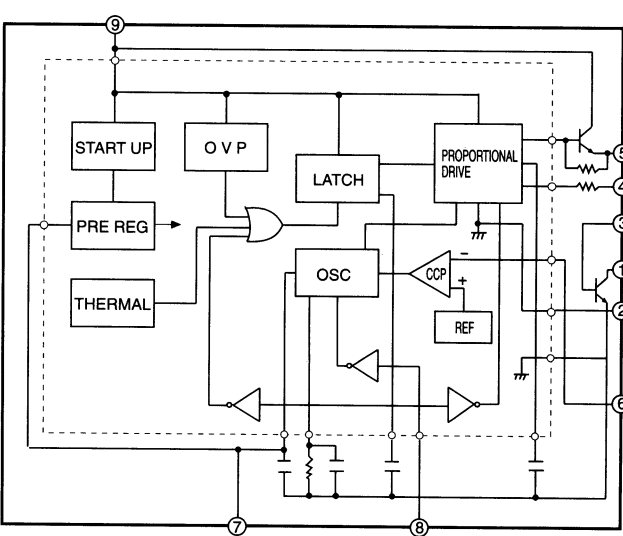 9
START UP
O V P
LATCH
PROPORTIONAL
DRIVE
5
4
PRE REG
3
OSC
CCP
−
+
1
THERMAL
REF
2
6
7
8